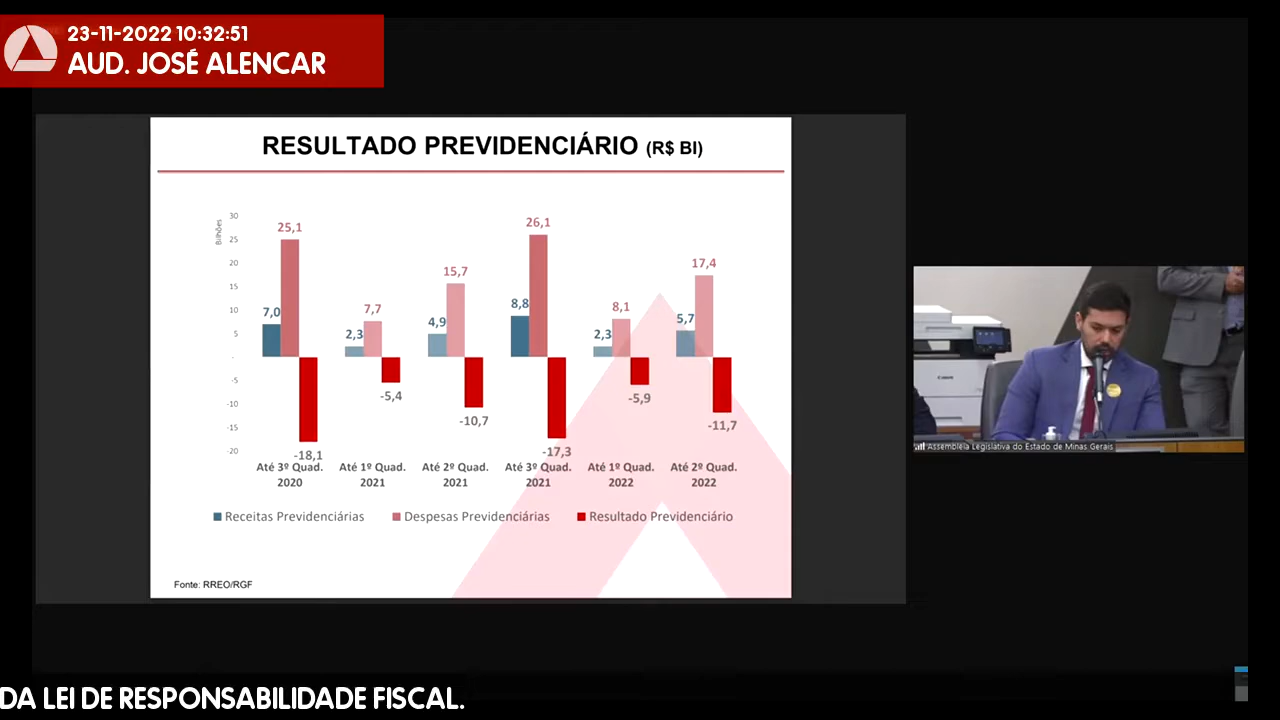 23-11-2022 10:32:51
AUD. JOSÉ ALENCAR
RESULTADO PREVIDENCIÁRIO (R$ BI)
Bilhões
30
25
20
15
10
5
-
-5
-10
-15
-20
7,0
25,1
-18,1
2,3
7,7
-5,4
4,9
15,7
-10,7
8,8
26,1
-17,3
2,3
8,1
-5,9
5,7
17,4
-11,7
Até 3º Quad. 2020
Até 1º Quad. 2021
Até 2º Quad. 2021
Até 3º Quad. 2021
Até 1º Quad. 2022
Até 2º Quad. 2022
Receitas Previdenciárias
Despesas Previdenciárias
Resultado Previdenciário
Fonte: RREO/RGF
Canon
Assembleia Legislativa do Estado de Minas Gerais
DA LEI DE RESPONSABILIDADE FISCAL.